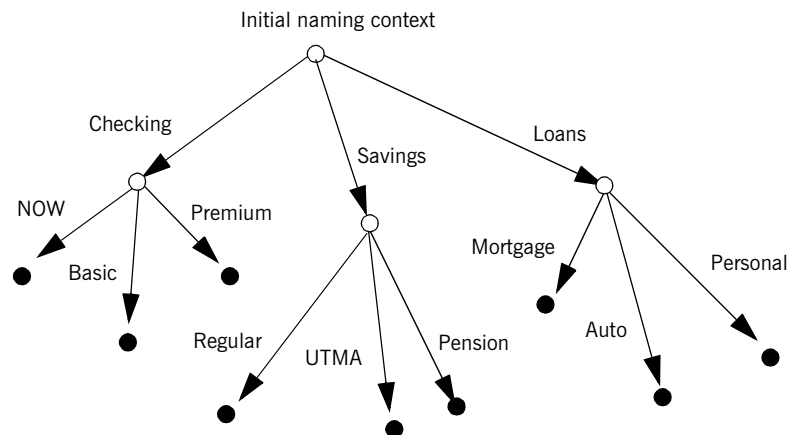 Initial naming context
Checking
Savings
Loans
NOW
Basic
Premium
Regular
UTMA
Pension
Mortgage
Auto
Personal